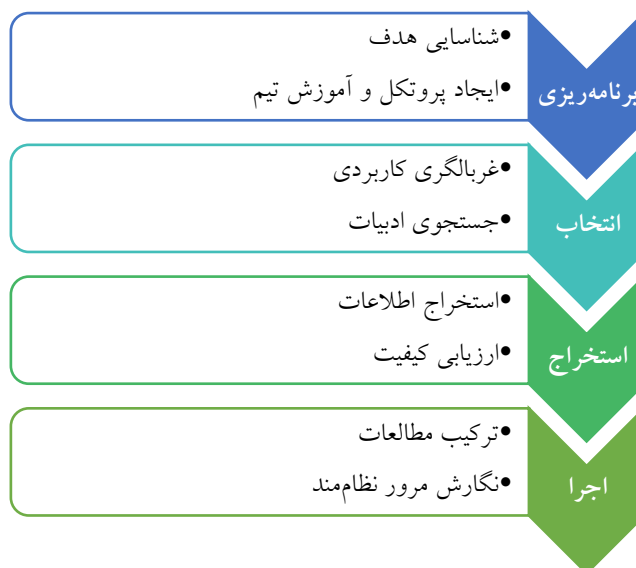 برنامه‌ریزی
•شناسایی هدف
•ایجاد پروتکل و آموزش تیم
انتخاب
•غربالگری کاربردی
•جستجوی ادبیات
استخراج
•استخراج اطلاعات
•ارزیابی کیفیت
اجرا
•ترکیب مطالعات
•نگارش مرور نظام‌مند